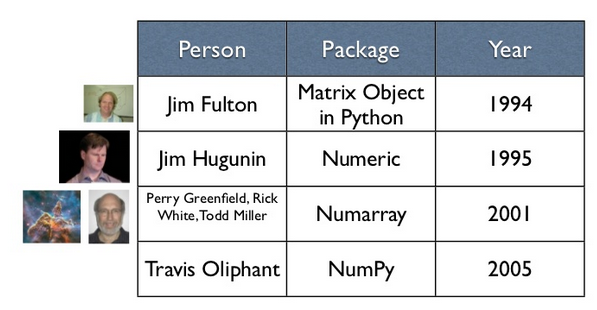 Person Package Year
Jim Fulton Matrix Object in Python 1994
Jim Hugunin Numeric 1995
Perry Greenfield, Rick White, Todd Miller Numarray 2001
Travis Oliphant NumPy 2005